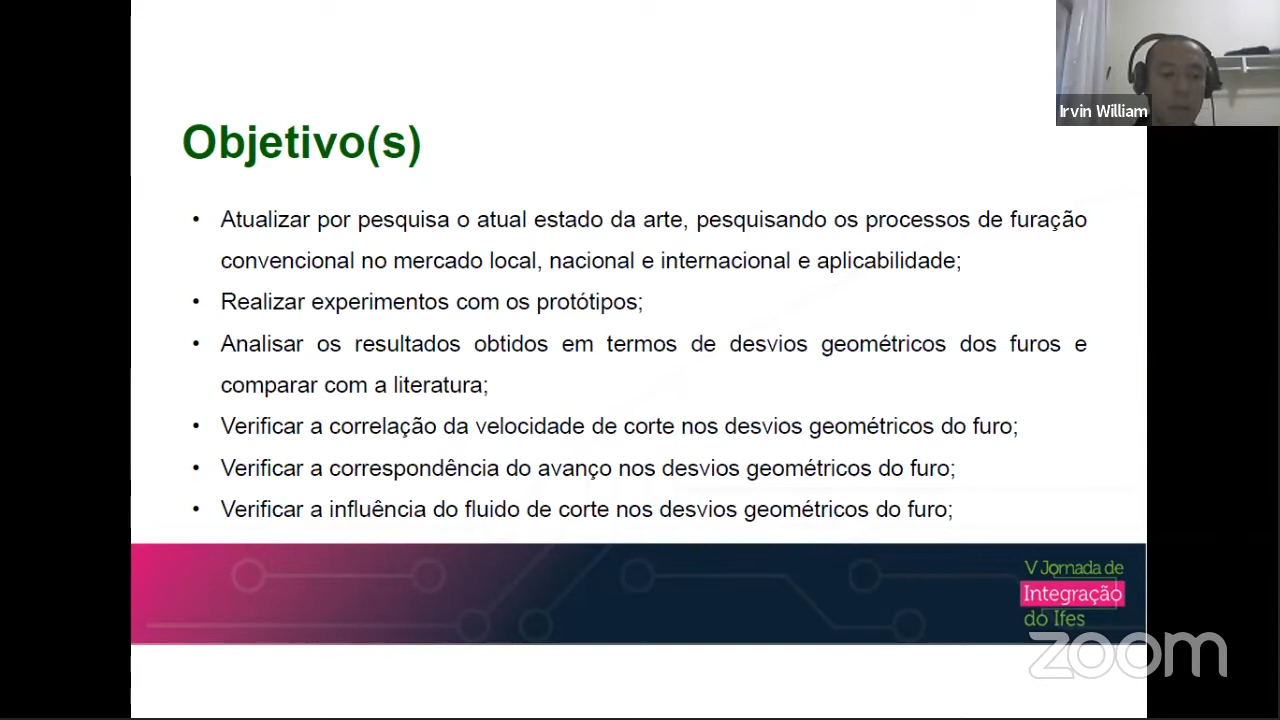 Irvin William
Objetivo(s)
• Atualizar por pesquisa o atual estado da arte, pesquisando os processos de furação
convencional no mercado local, nacional e internacional e aplicabilidade;
• Realizar experimentos com os protótipos;
• Analisar os resultados obtidos em termos de desvios geométricos dos furos e
comparar com a literatura;
• Verificar a correlação da velocidade de corte nos desvios geométricos do furo;
• Verificar a correspondência do avanço nos desvios geométricos do furo;
• Verificar a influência do fluido de corte nos desvios geométricos do furo;
V Jornada de
Integração
do Ifes
zoom